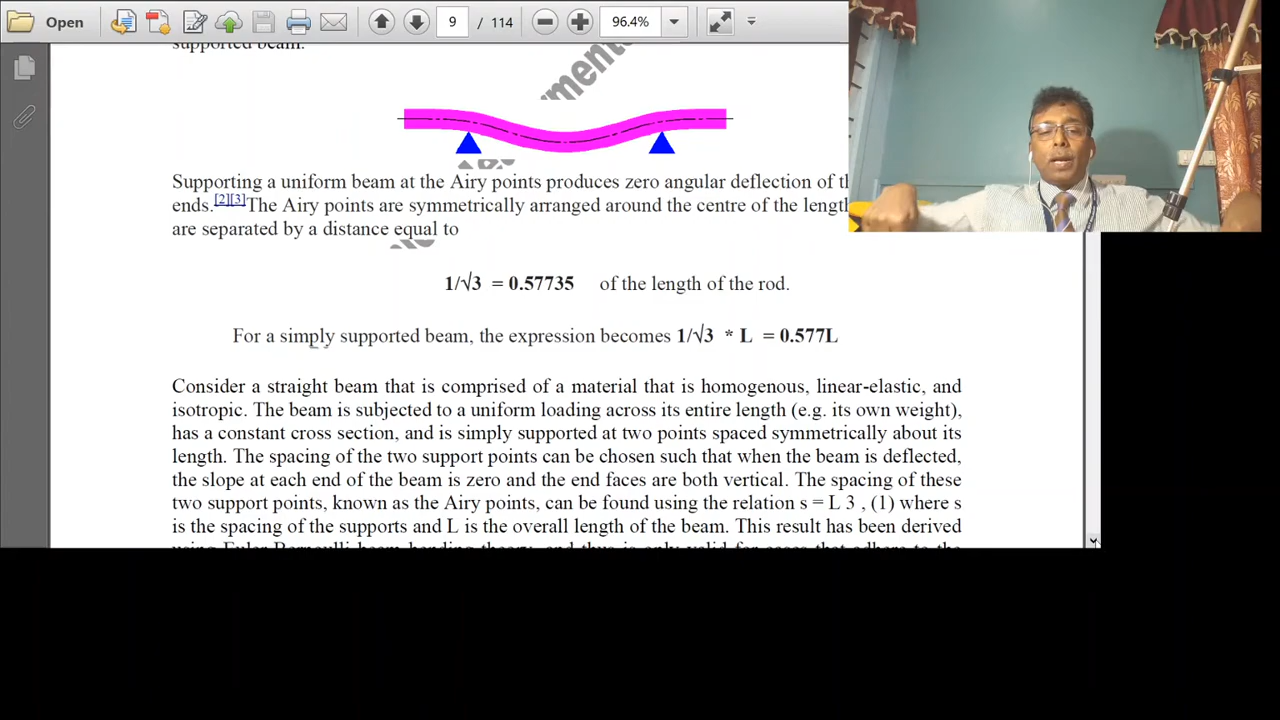 Open
9 / 114
96.4%
supported beam.
Supporting a uniform beam at the Airy points produces zero angular deflection of
ends.[2][3]The Airy points are symmetrically arranged around the centre of the
are separated by a distance equal to
1/√3 = 0.57735 of the length of the rod.
For a simply supported beam, the expression becomes 1/√3 * L = 0.577L
Consider a straight beam that is comprised of a material that is homogenous, linear-elastic, and
isotropic. The beam is subjected to a uniform loading across its entire length (e.g. its own weight),
has a constant cross section, and is simply supported at two points spaced symmetrically about its
length. The spacing of the two support points can be chosen such that when the beam is deflected,
the slope at each end of the beam is zero and the end faces are both vertical. The spacing of these
two support points, known as the Airy points, can be found using the relation s = L 3 , (1) where s
is the spacing of the supports and L is the overall length of the beam. This result has been derived